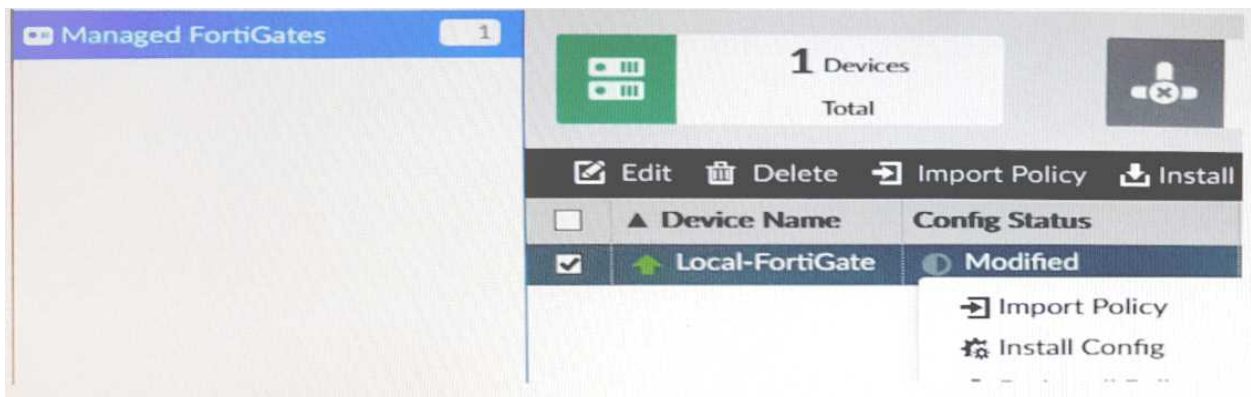 Managed FortiGates 1
1 Devices
Total
Edit Delete Import Policy Install
Device Name Config Status
Local-FortiGate Modified
Import Policy
Install Config